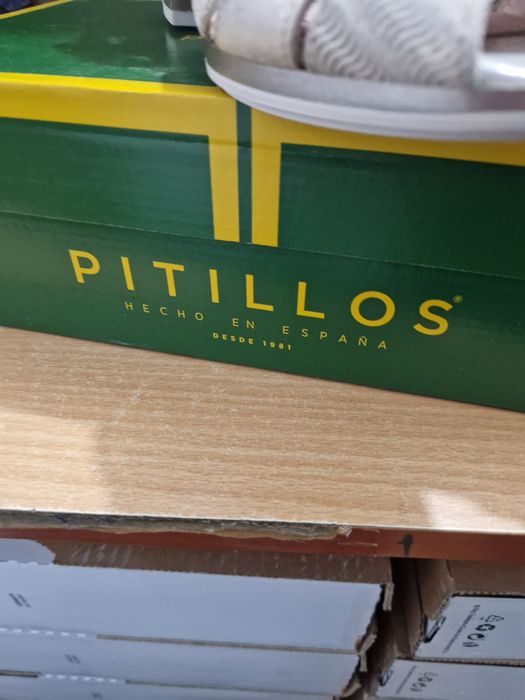 PITILLOS®
HECHO EN ESPAÑA
DESDE 1981